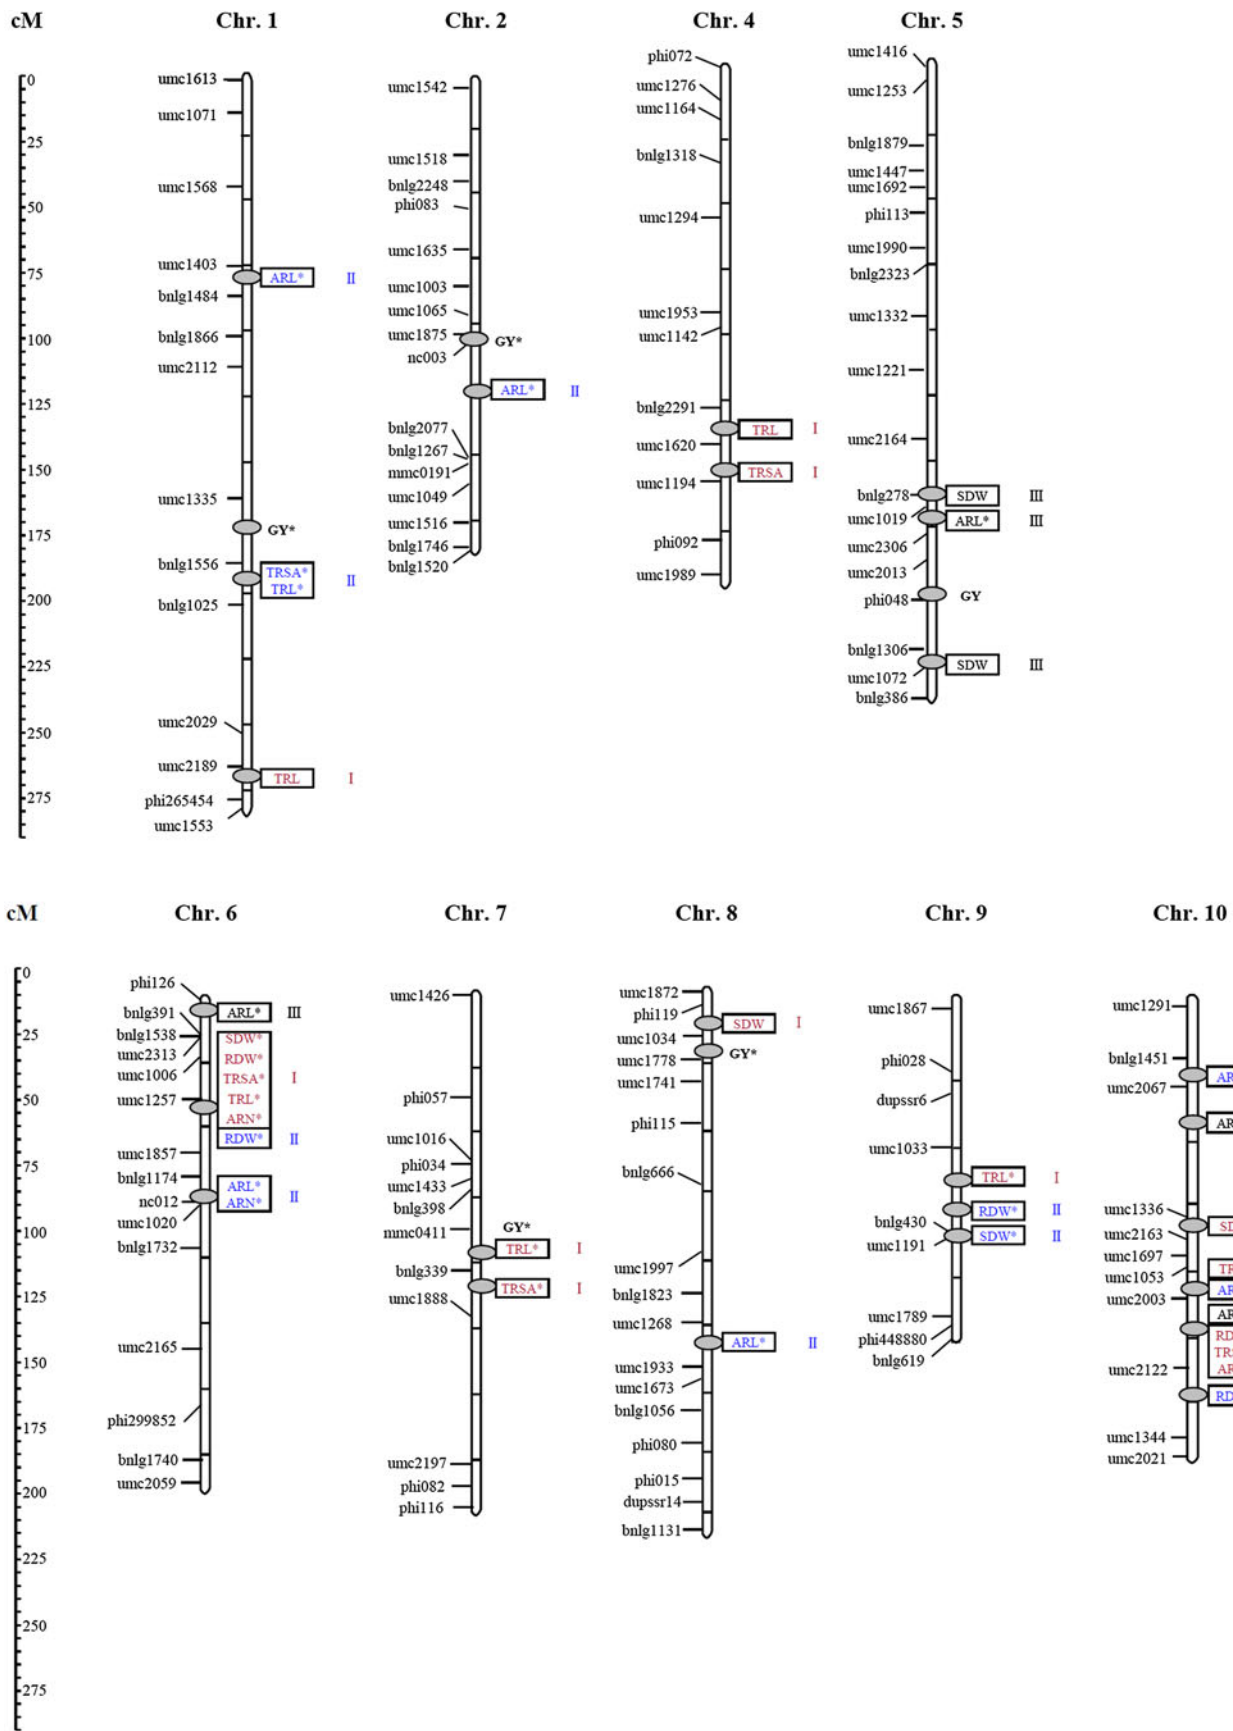 cM Chr. 1 Chr. 2 Chr. 4 Chr. 5
0
25
50
75
100
125
150
175
200
225
250
275
umc1613
umc1071
umc1568
umc1403
ARL* II
bnlg1484
bnlg1866
umc2112
umc1335
GY*
bnlg1556
TRSA*
TRL* II
bnlg1025
umc2029
umc2189
TRL I
phi265454
umc1553
umc1542
umc1518
bnlg2248
phi083
umc1635
umc1003
umc1065
umc1875
GY*
nc003
ARL* II
bnlg2077
bnlg1267
mmc0191
umc1049
umc1516
bnlg1746
bnlg1520
phi072
umc1276
umc1164
bnlg1318
umc1294
umc1953
umc1142
bnlg2291
TRL I
umc1620
TRSA I
umc1194
phi092
umc1989
umc1416
umc1253
bnlg1879
umc1447
umc1692
phi113
umc1990
bnlg2323
umc1332
umc1221
umc2164
bnlg278
SDW III
umc1019
ARL* III
umc2306
umc2013
phi048
GY
bnlg1306
SDW III
umc1072
bnlg386
cM Chr. 6 Chr. 7 Chr. 8 Chr. 9 Chr. 10
0
25
50
75
100
125
150
175
200
225
250
275
phi126
bnlg391
ARL* III
bnlg1538
umc2313
umc1006
umc1257
SDW*
RDW*
TRSA* I
TRL*
ARN*
RDW* II
umc1857
bnlg1174
ARL*
ARN* II
nc012
umc1020
bnlg1732
umc2165
phi299852
bnlg1740
umc2059
umc1426
phi057
umc1016
phi034
umc1433
bnlg398
mmc0411
GY*
TRL* I
bnlg339
TRSA* I
umc1888
umc2197
phi082
phi116
umc1872
phi119
SDW I
umc1034
GY*
umc1778
umc1741
phi115
bnlg666
umc1997
bnlg1823
umc1268
ARL* II
umc1933
umc1673
bnlg1056
phi080
phi015
dupssr14
bnlg1131
umc1867
phi028
dupssr6
umc1033
TRL* I
RDW* II
bnlg430
SDW* II
umc1191
umc1789
phi448880
bnlg619
umc1291
bnlg1451
umc2067
umc1336
umc2163
umc1697
umc1053
umc2003
umc2122
umc1344
umc2021